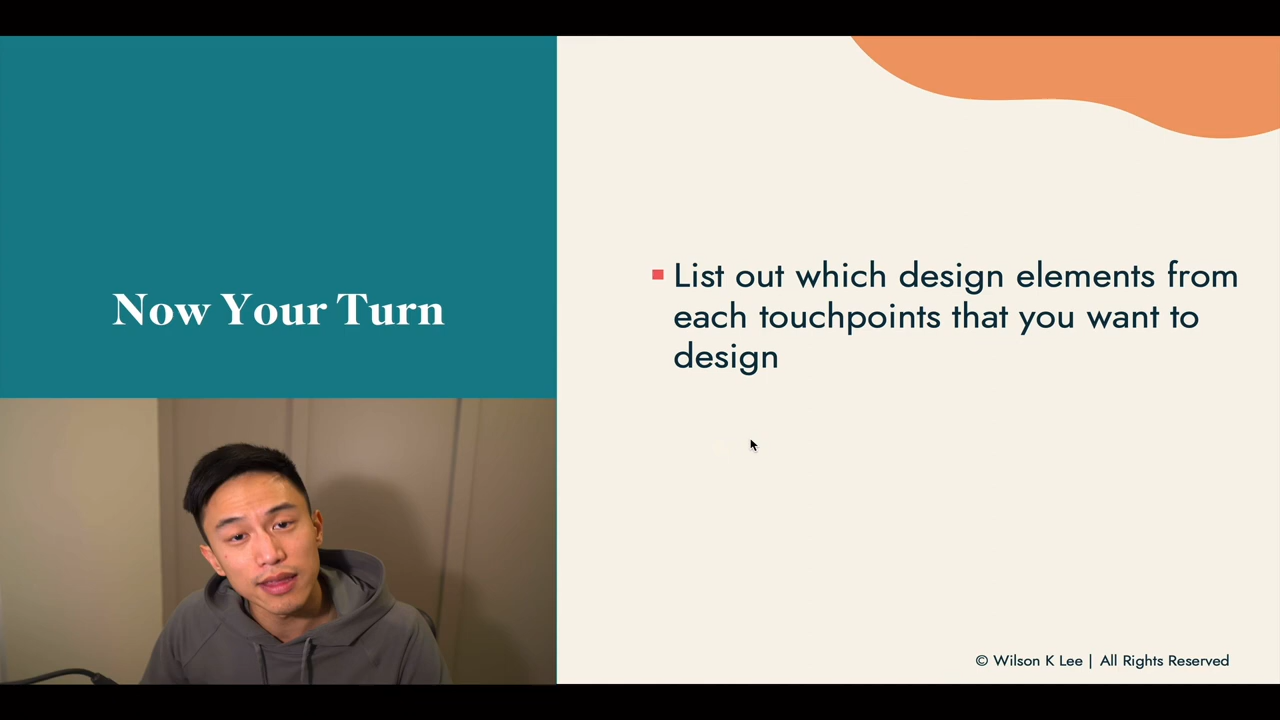 Now Your Turn
List out which design elements from
each touchpoints that you want to
design
© Wilson K Lee | All Rights Reserved